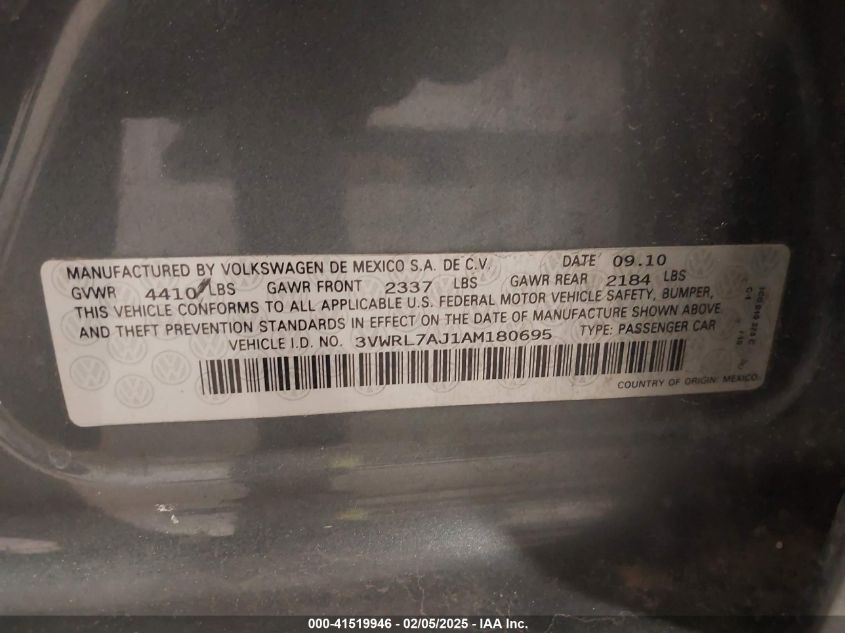 MANUFACTURED BY VOLKSWAGEN DE MEXICO S.A. DE C.V. DATE 09.10
GVWR 4410 LBS GAWR FRONT 2337 LBS GAWR REAR 2184 LBS
THIS VEHICLE CONFORMS TO ALL APPLICABLE U.S. FEDERAL MOTOR VEHICLE SAFETY, BUMPER,
AND THEFT PREVENTION STANDARDS IN EFFECT ON THE DATE OF MANUFACTURE SHOWN ABOVE.
VEHICLE I.D. NO. 3VWRL7AJ1AM180695 TYPE: PASSENGER CAR
COUNTRY OF ORIGIN: MEXICO.
000-41519946 - 02/05/2025 - IAA Inc.